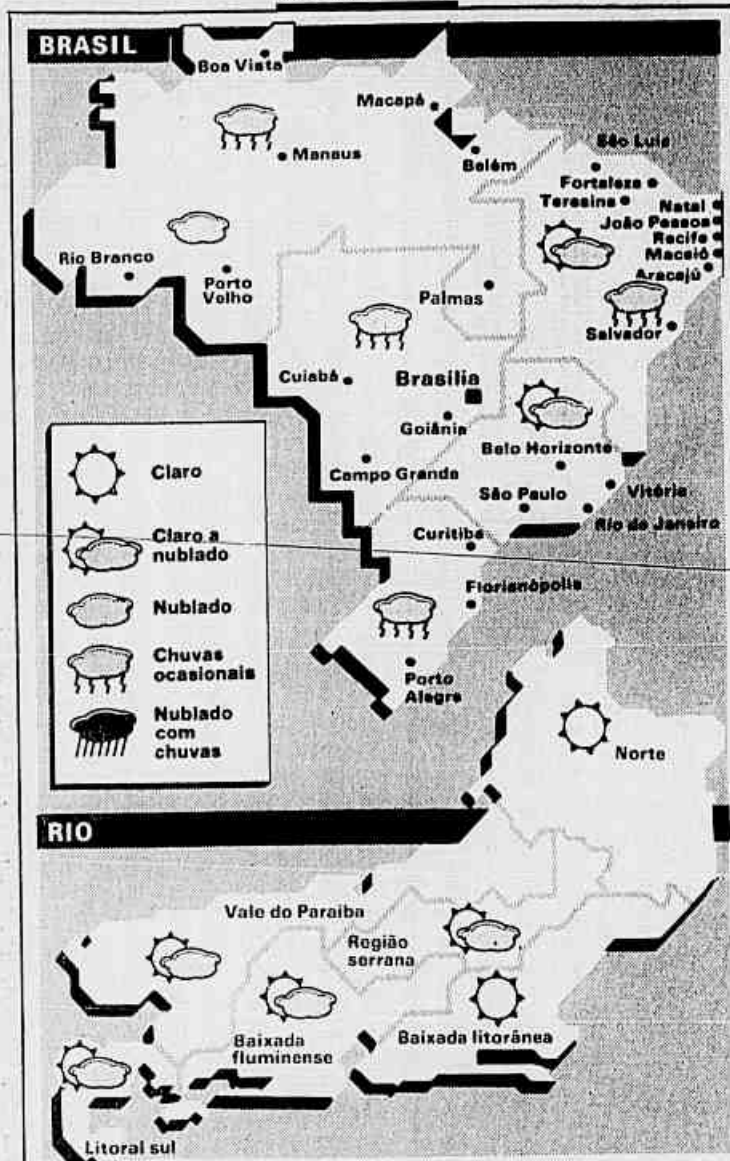 BRASIL
Boa Vista
Macapá
Manaus
Belém
São Luís
Fortaleza
Teresina
Natal
João Pessoa
Recife
Maceió
Aracajú
Rio Branco
Porto
Velho
Palmas
Salvador
Cuiabá
Brasília
Goiânia
Belo Horizonte
Campo Grande
São Paulo
Vitória
Rio de Janeiro
Curitiba
Florianópolis
Porto
Alegre
Claro
Claro a
nublado
Nublado
Chuvas
ocasionais
Nublado
com
chuvas
RIO
Norte
Vale do Paraíba
Região
serrana
Baixada
fluminense
Baixada litorânea
Litoral sul